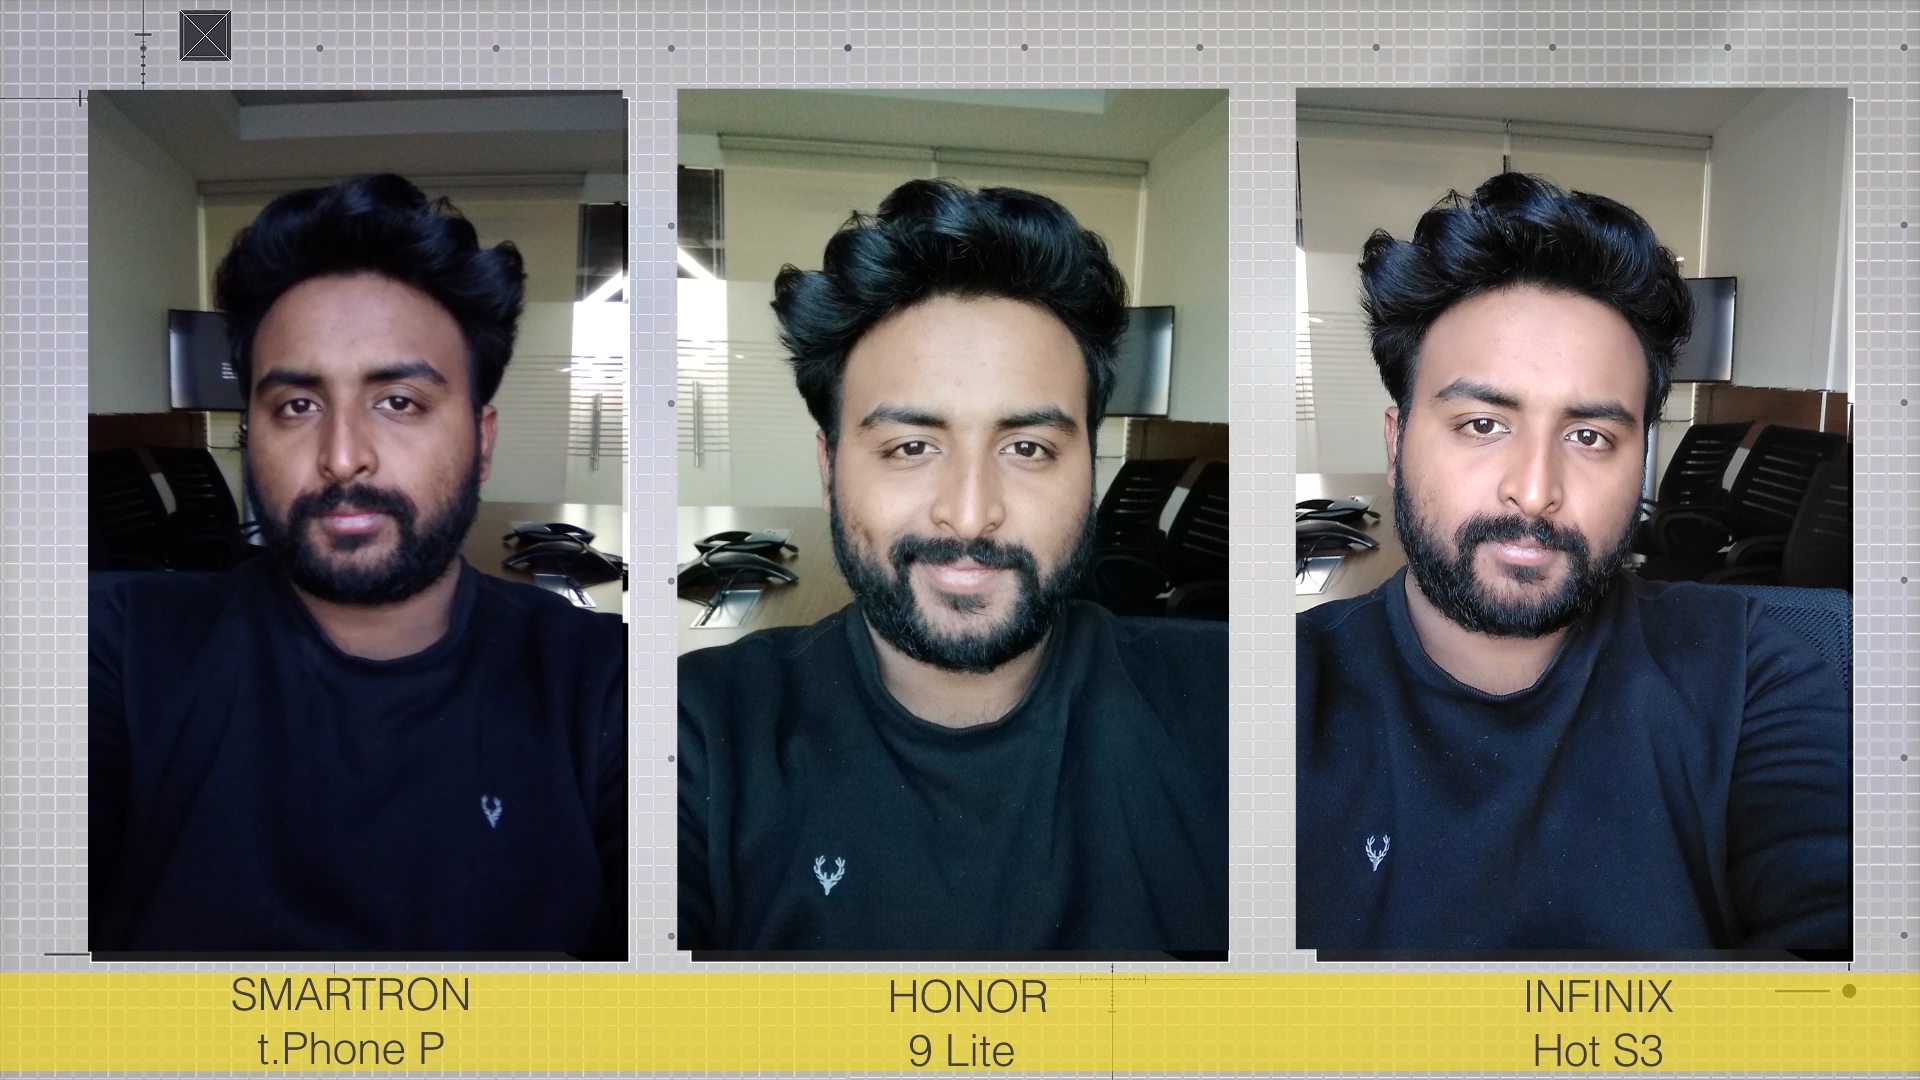 SMARTRON
t.Phone P
HONOR
9 Lite
INFINIX
Hot S3